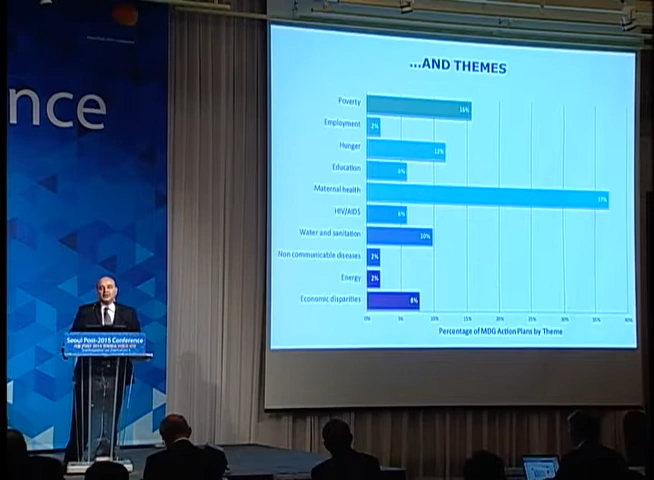 nce
...AND THEMES
Poverty 16%
Employment 2%
Hunger 12%
Education 6%
Maternal health 37%
HIV/AIDS 6%
Water and sanitation 10%
Non communicable diseases 2%
Energy 2%
Economic disparities 8%
0% 5% 10% 15% 20% 25% 30% 35% 40%
Percentage of MDG Action Plans by Theme
Seoul Post-2015 Conference